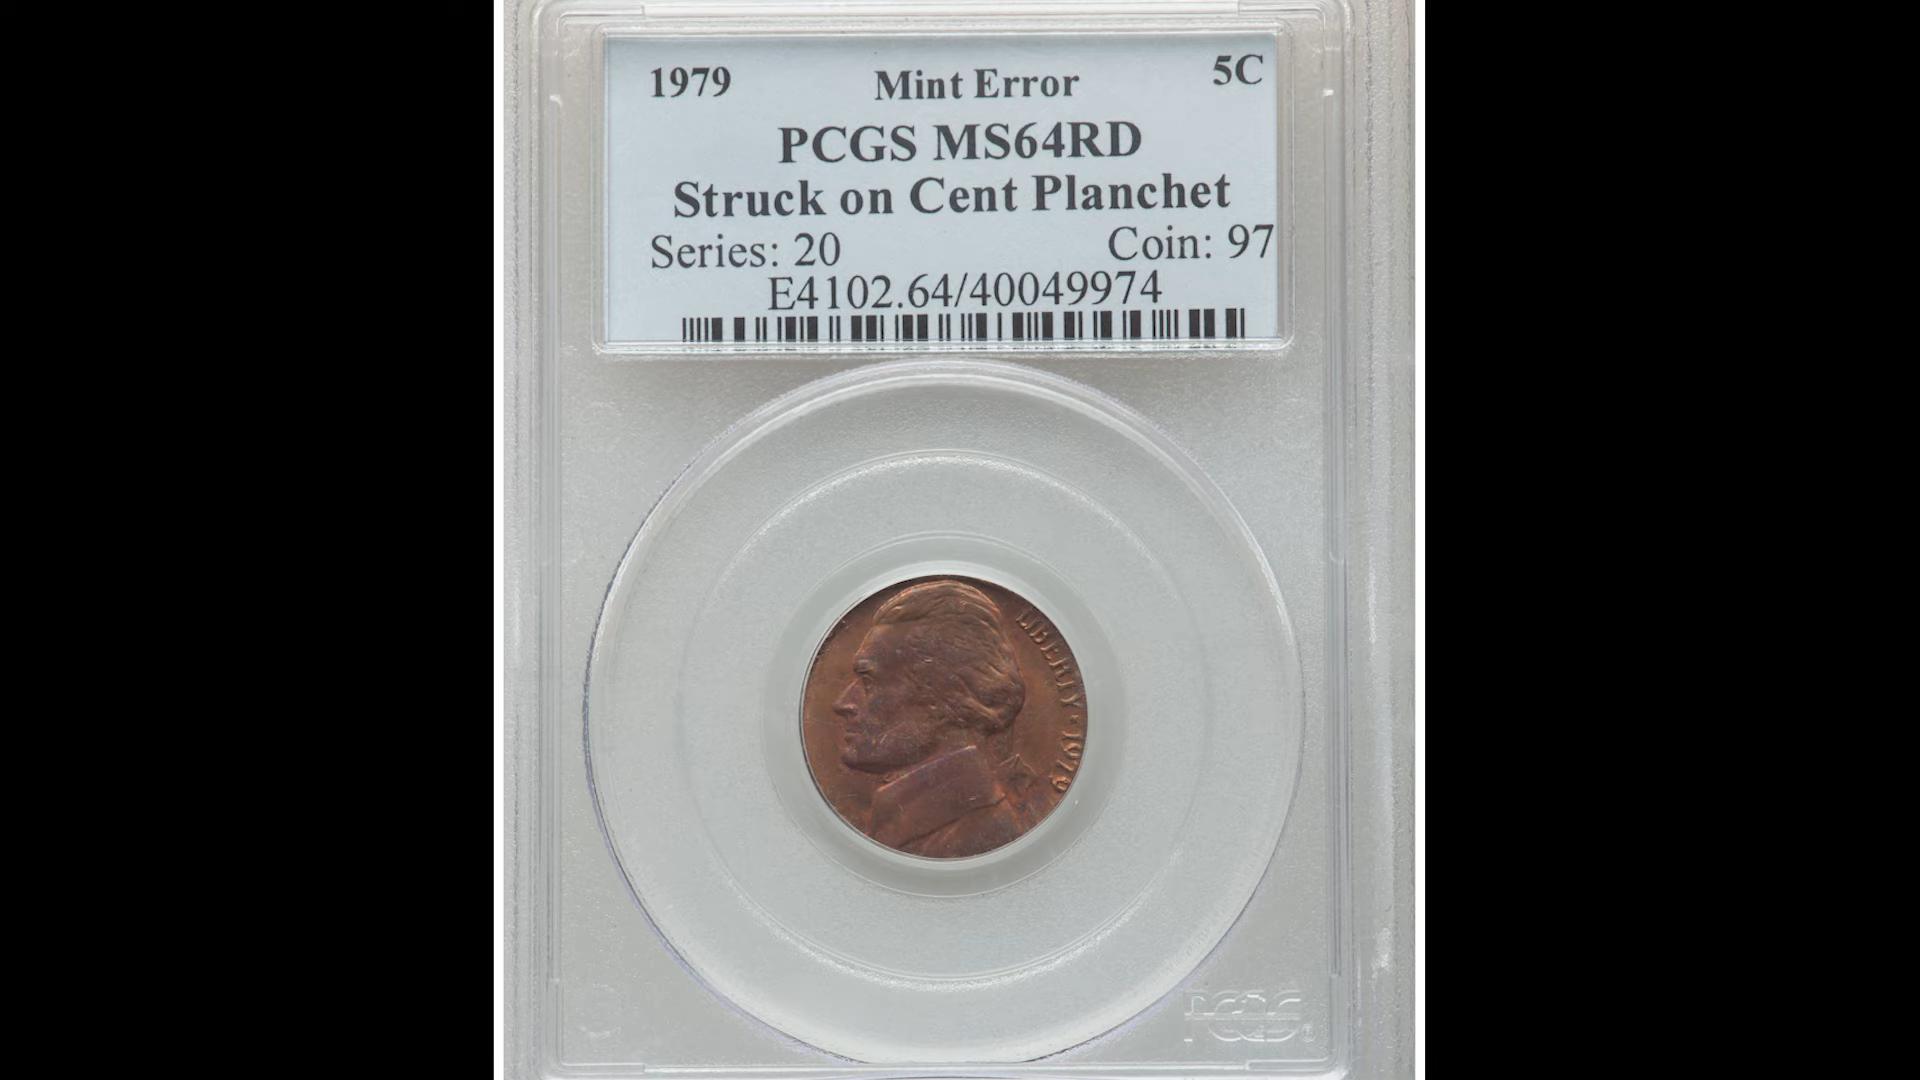 1979 Mint Error 5C
PCGS MS64RD
Struck on Cent Planchet
Series: 20 Coin: 97
E4102.64/40049974
LIBERTY * 1979
PCGS